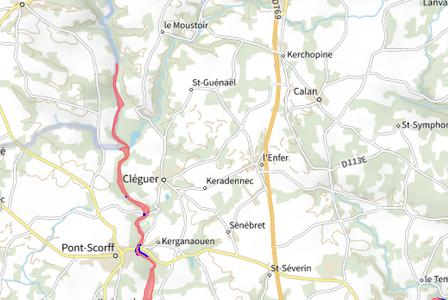 le Moustoir
DT69
Kerchopine
St-Guénaël
Calan
St-Symphor
l'Enfer
D113E
Cléguer
Keradennec
Sénébret
Kerganaouen
Pont-Scorff
St-Séverin
le Ten